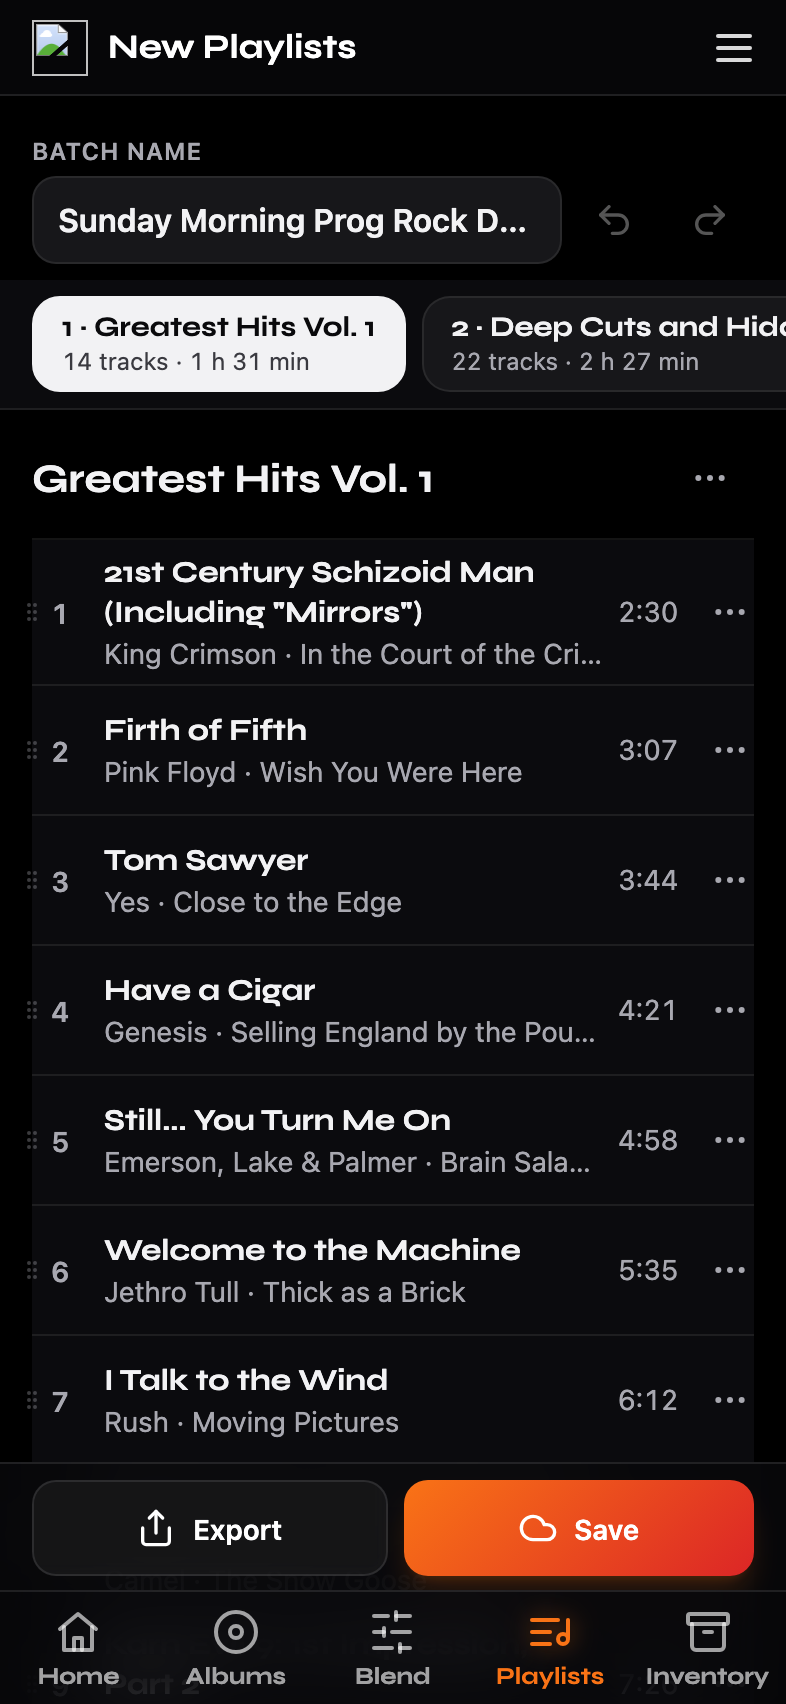 New Playlists
BATCH NAME
Sunday Morning Prog Rock D...
1 · Greatest Hits Vol. 1
14 tracks · 1 h 31 min
2 · Deep Cuts and Hidd
22 tracks · 2 h 27 min
Greatest Hits Vol. 1
1
21st Century Schizoid Man
(Including "Mirrors")
King Crimson · In the Court of the Cri...
2:30
2
Firth of Fifth
Pink Floyd · Wish You Were Here
3:07
3
Tom Sawyer
Yes · Close to the Edge
3:44
4
Have a Cigar
Genesis · Selling England by the Pou...
4:21
5
Still... You Turn Me On
Emerson, Lake & Palmer · Brain Sala...
4:58
6
Welcome to the Machine
Jethro Tull · Thick as a Brick
5:35
7
I Talk to the Wind
Rush · Moving Pictures
6:12
Export
Save
Camel · The Snow Goose
Part 2
Home
Albums
Blend
Playlists
Inventory